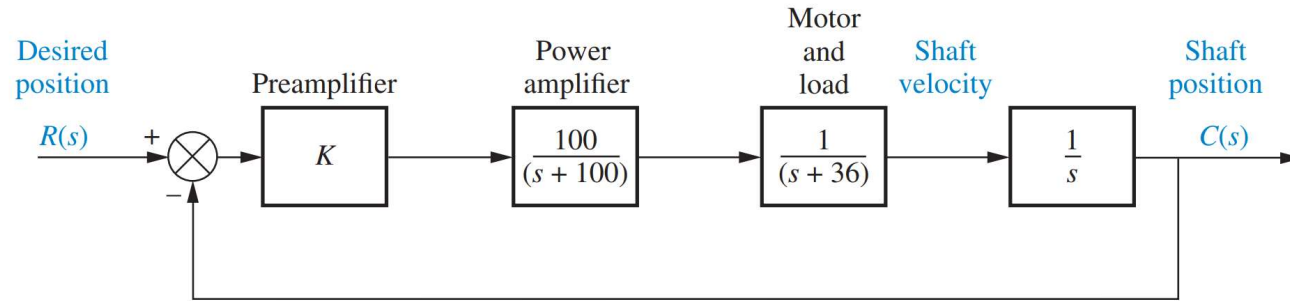 Desired
position
R(s)
+
−
Preamplifier
K
Power
amplifier
100
(s + 100)
Motor
and
load
1
(s + 36)
Shaft
velocity
1
s
Shaft
position
C(s)